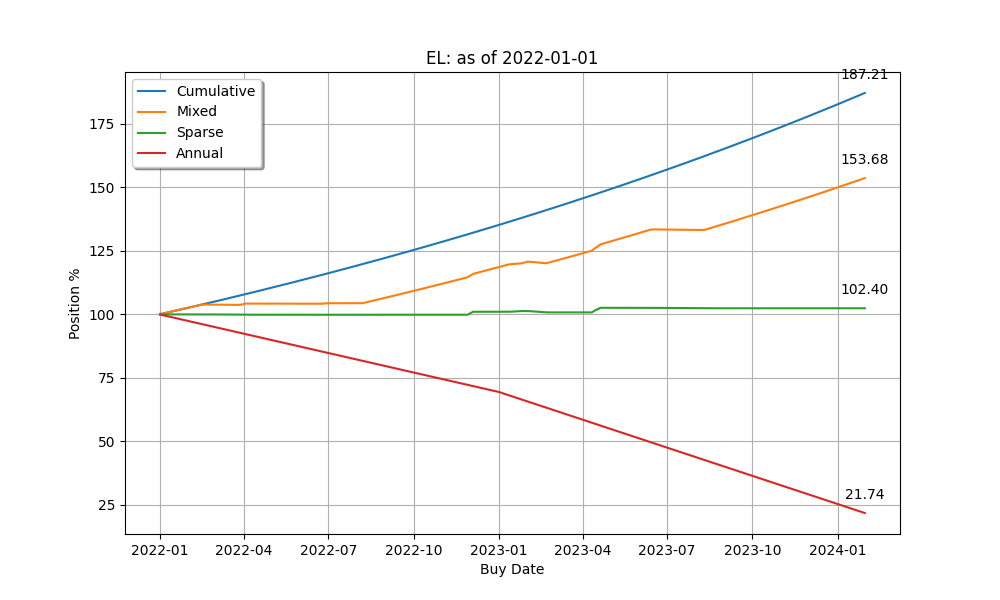 EL: as of 2022-01-01
187.21
Cumulative
Mixed
Sparse
Annual
153.68
102.40
21.74
175
150
125
100
75
50
25
Position %
2022-01 2022-04 2022-07 2022-10 2023-01 2023-04 2023-07 2023-10 2024-01
Buy Date